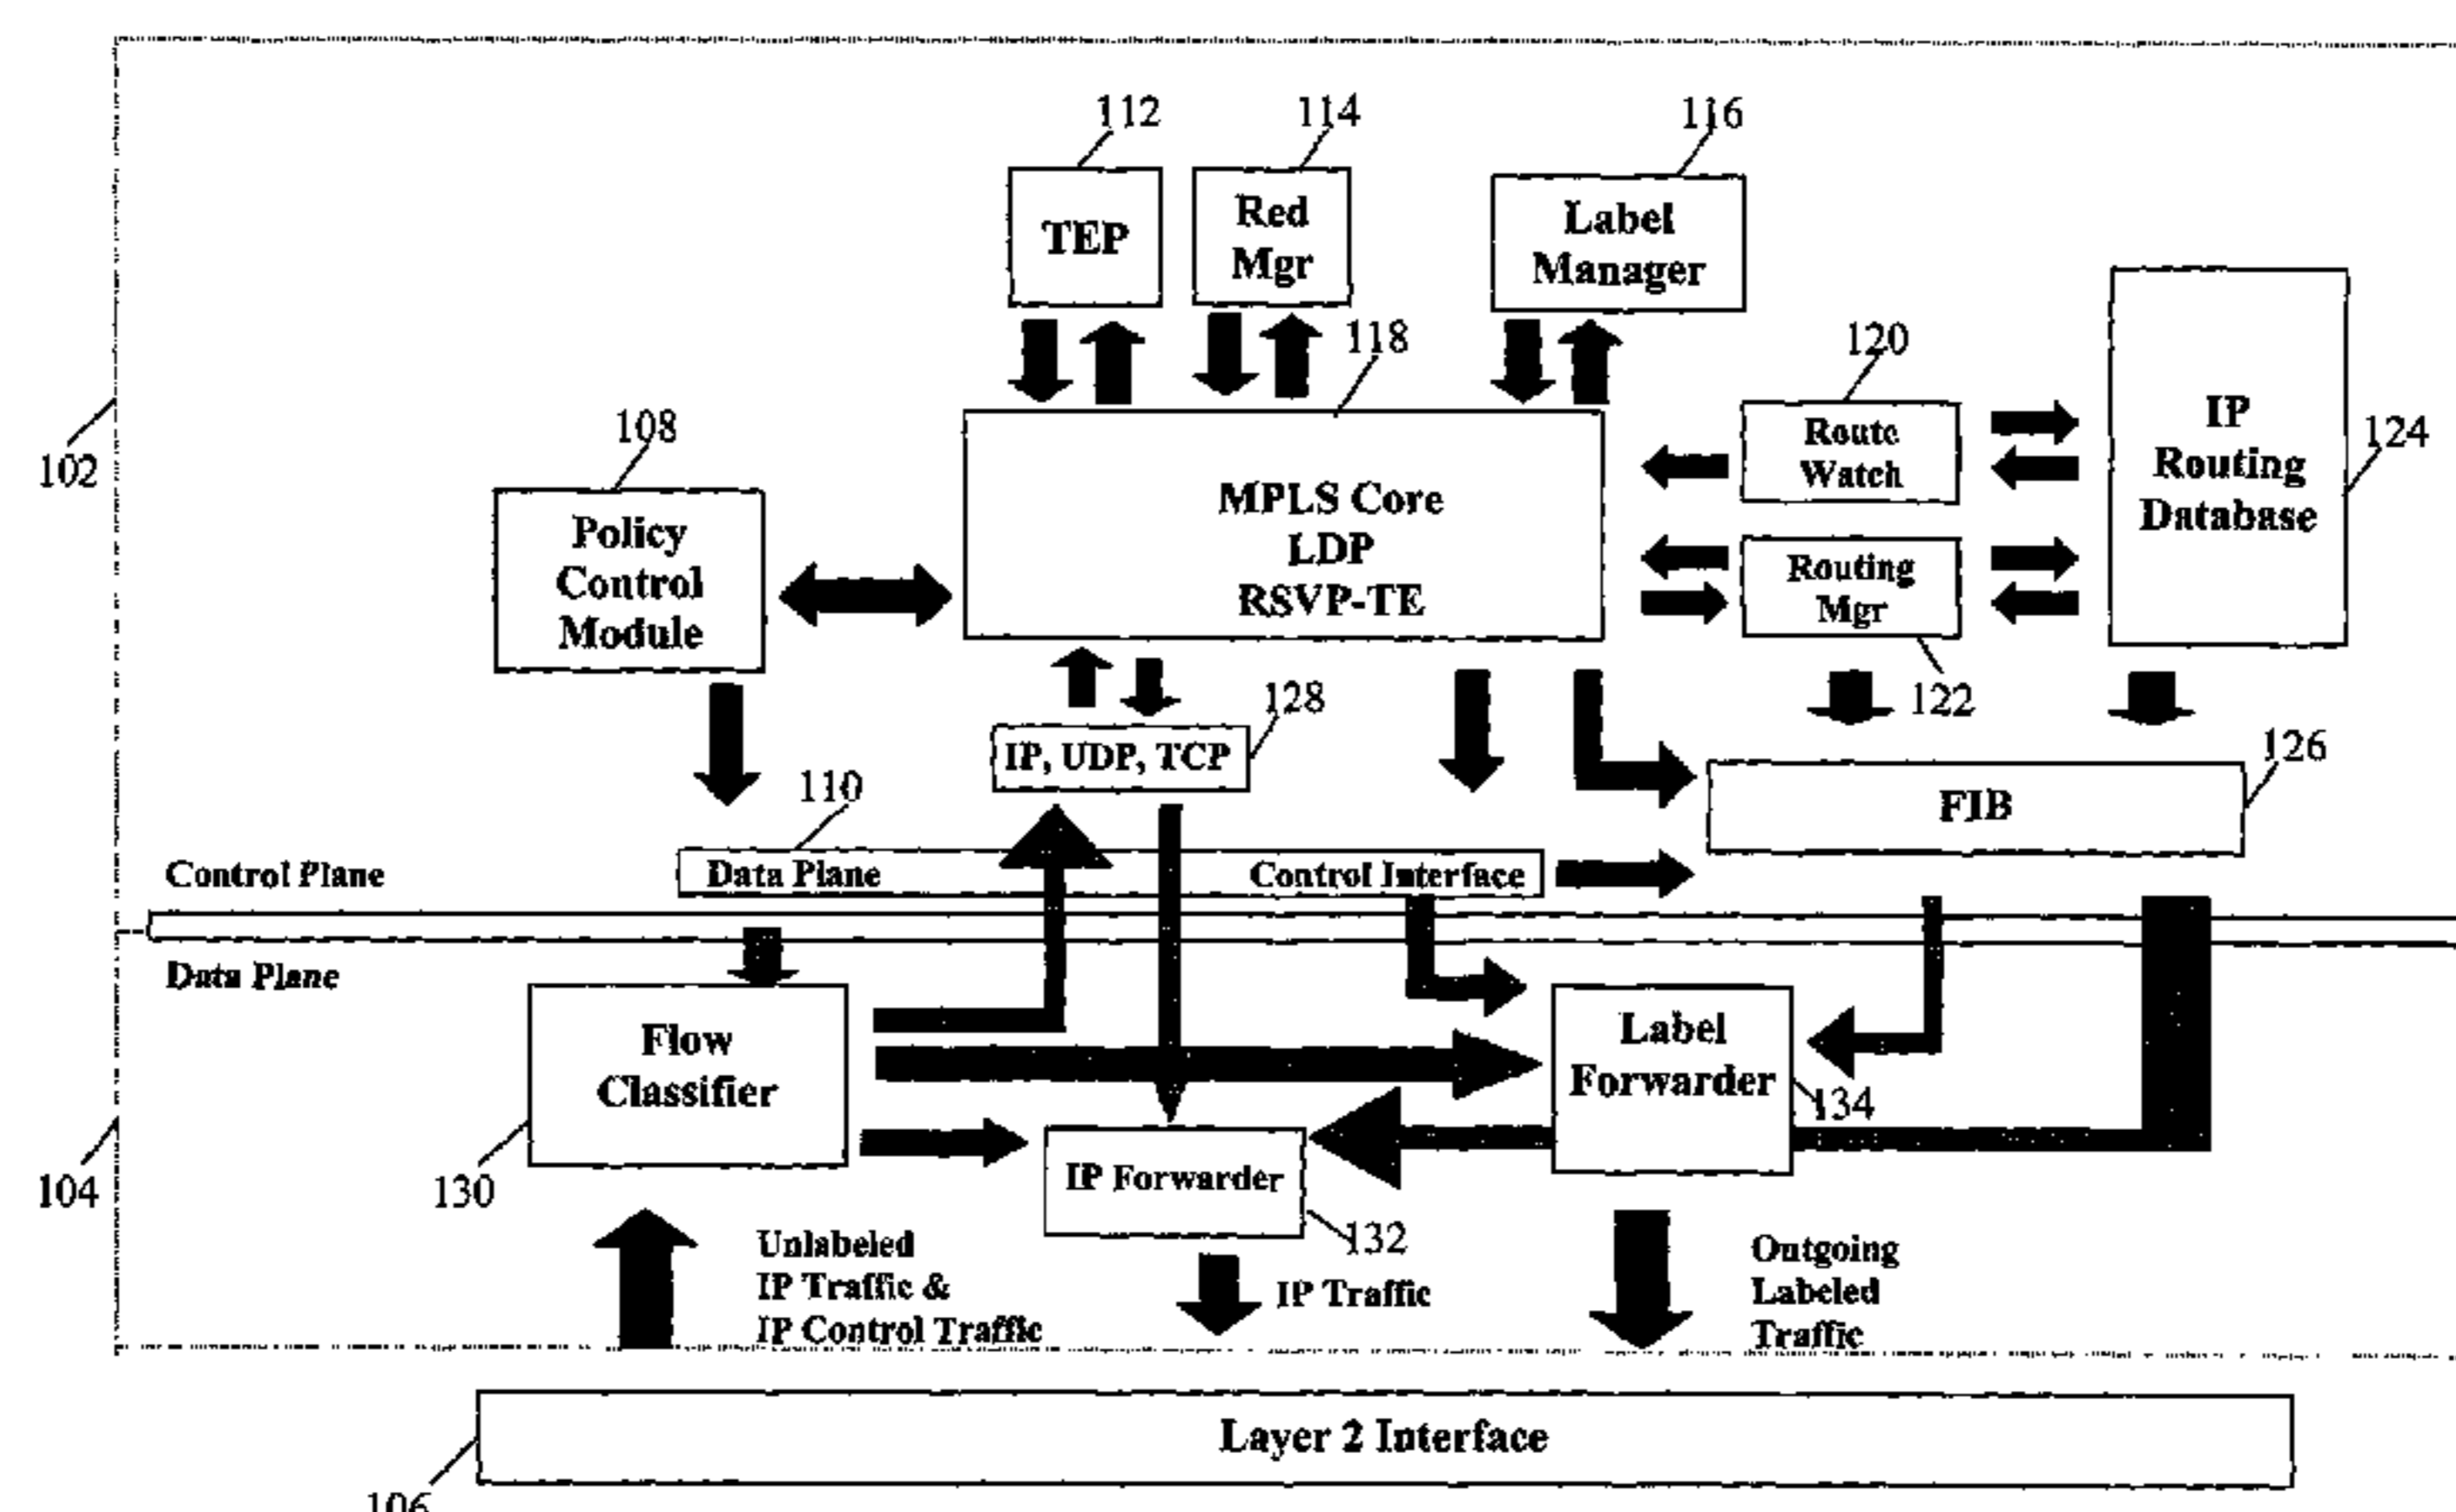 112
114
116
TEP
Red
Mgr
Label
Manager
118
120
108
102
MPLS Core
LDP
RSVP-TE
Route
Watch
IP
Routing
Database
124
Policy
Control
Module
Routing
Mgr
122
128
IP, UDP, TCP
110
126
FIB
Control Plane
Data Plane
Control Interface
Data Plane
Flow
Classifier
Label
Forwarder
134
104
130
IP Forwarder
132
Unlabeled
IP Traffic &
IP Control Traffic
IP Traffic
Outgoing
Labeled
Traffic
Layer 2 Interface
106